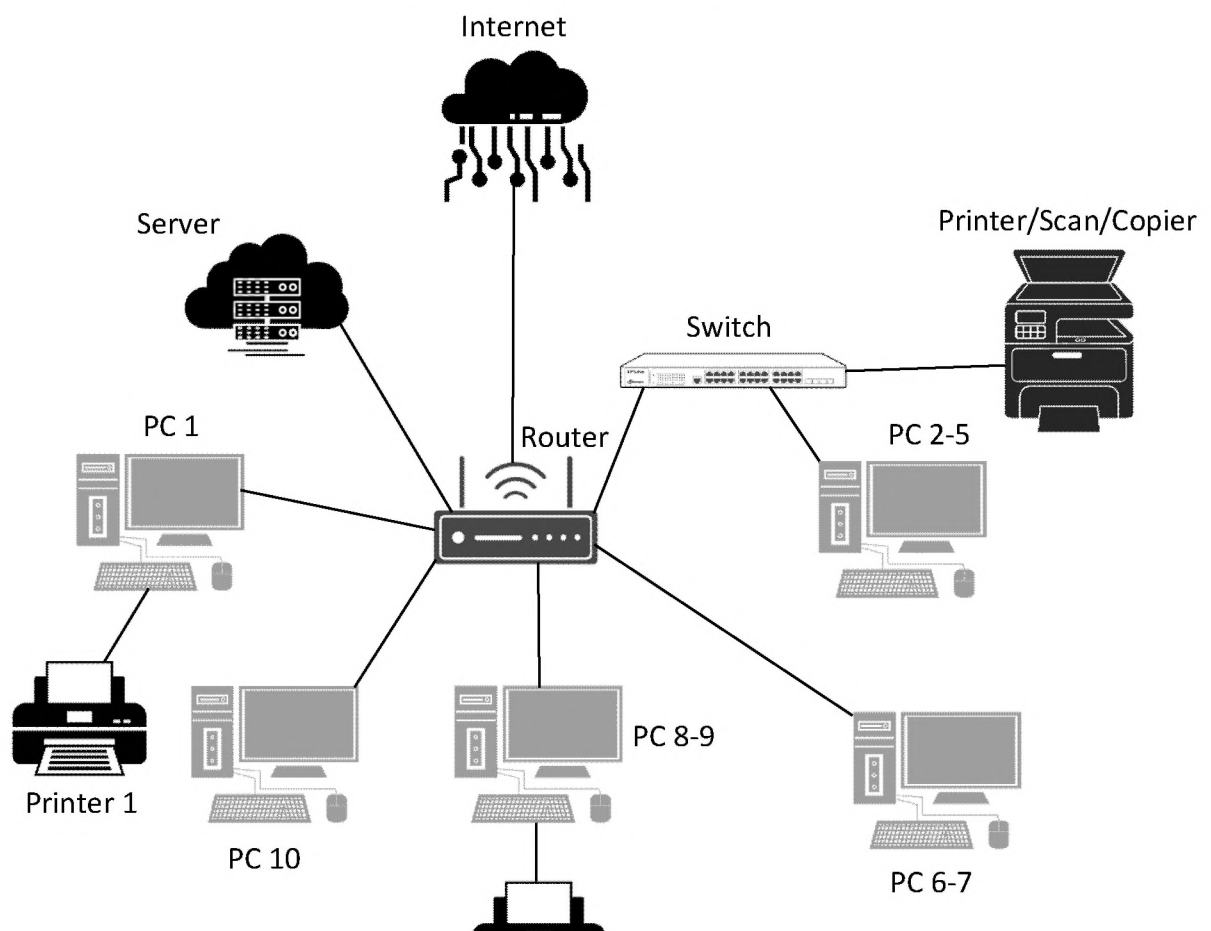 Internet
Server
Printer/Scan/Copier
Switch
PC 1
Router
PC 2-5
PC 8-9
Printer 1
PC 10
PC 6-7